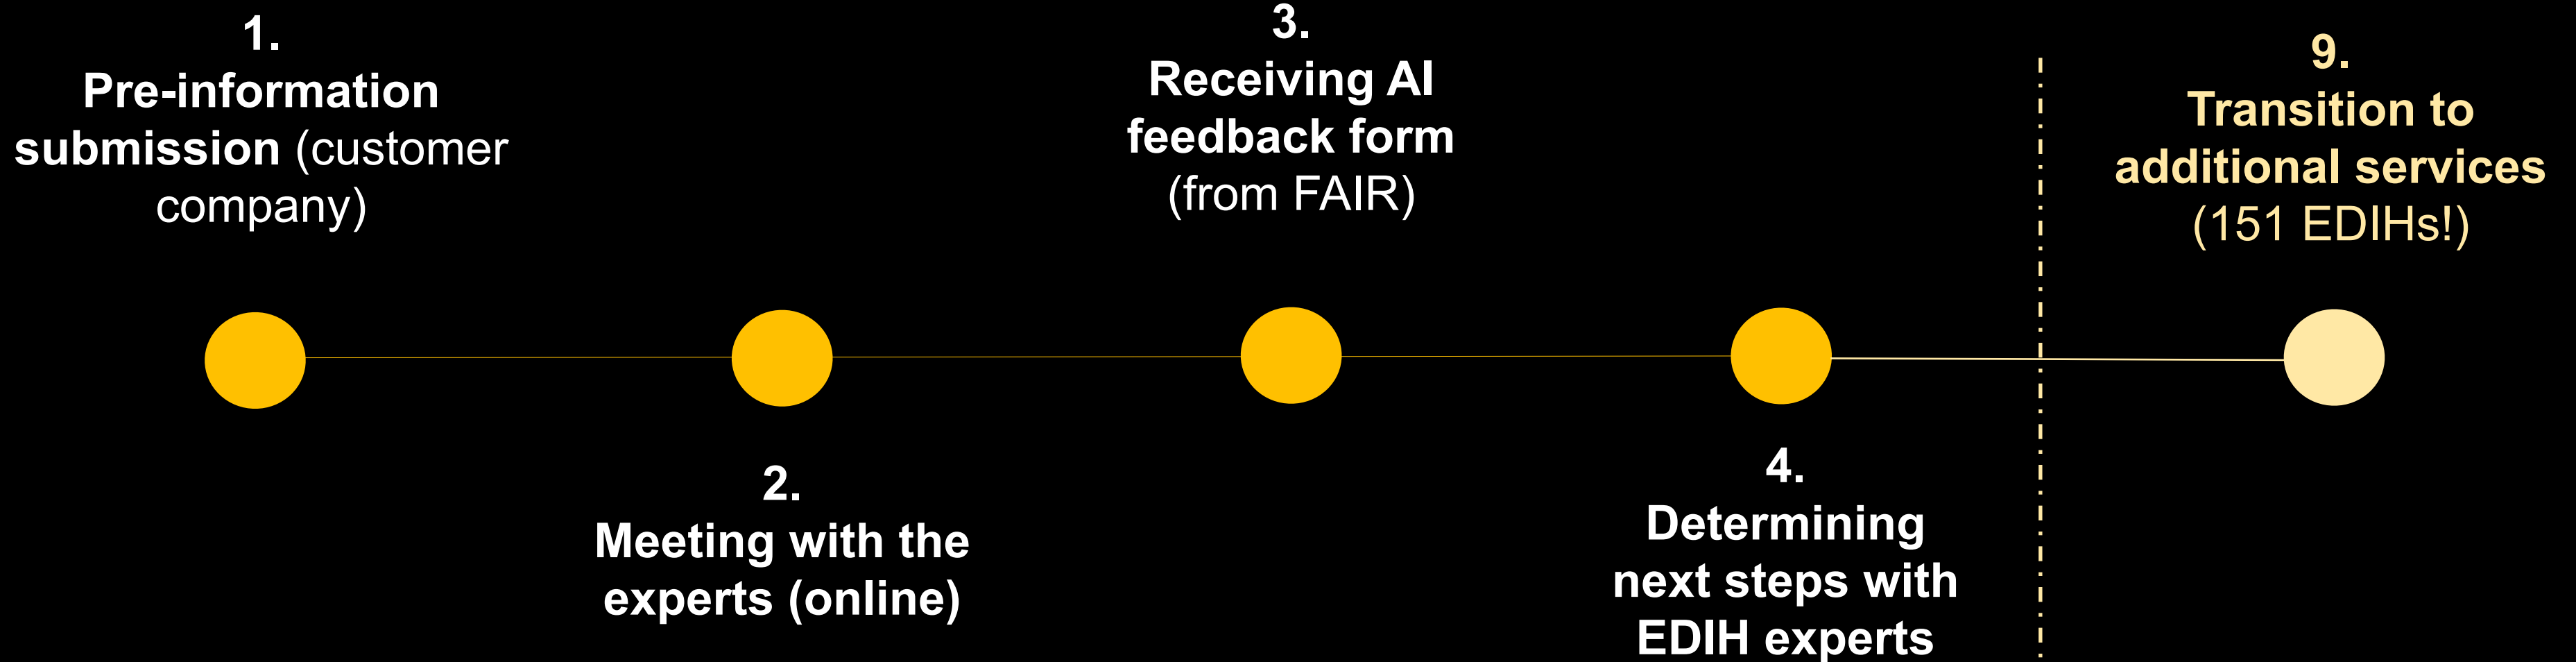 1.
Pre-information
submission (customer
company)
2.
Meeting with the
experts (online)
3.
Receiving AI
feedback form
(from FAIR)
4.
Determining
next steps with
EDIH experts
9.
Transition to
additional services
(151 EDIHs!)